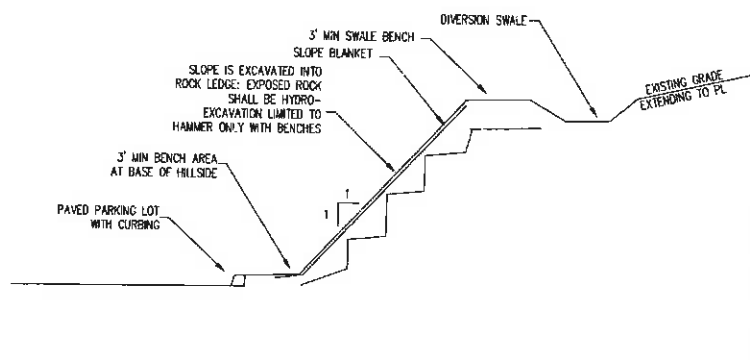 DIVERSION SWALE
3' MIN SWALE BENCH
SLOPE BLANKET
SLOPE IS EXCAVATED INTO
ROCK LEDGE: EXPOSED ROCK
SHALL BE HYDRO-
EXCAVATION LIMITED TO
HAMMER ONLY WITH BENCHES
EXISTING GRADE
EXTENDING TO PL
3' MIN BENCH AREA
AT BASE OF HILLSIDE
1
1
PAVED PARKING LOT
WITH CURBING